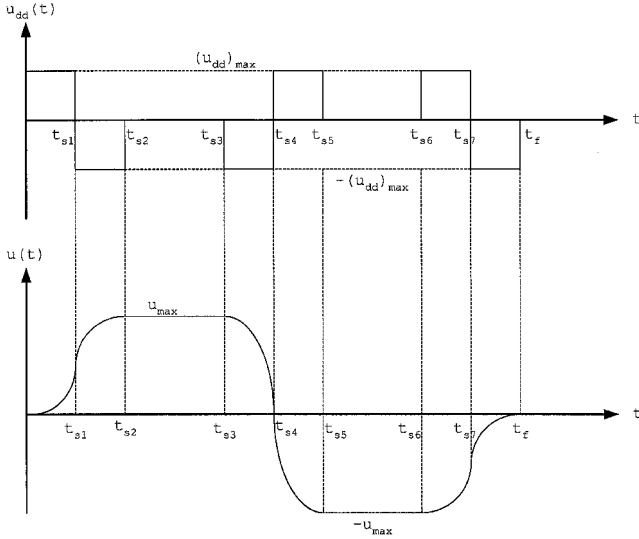 u_dd(t)
(u_dd)_max
t
t_s1 t_s2 t_s3 t_s4 t_s5 t_s6 t_s7 t_f
-(u_dd)_max
u(t)
u_max
t
t_s1 t_s2 t_s3 t_s4 t_s5 t_s6 t_s7 t_f
-u_max